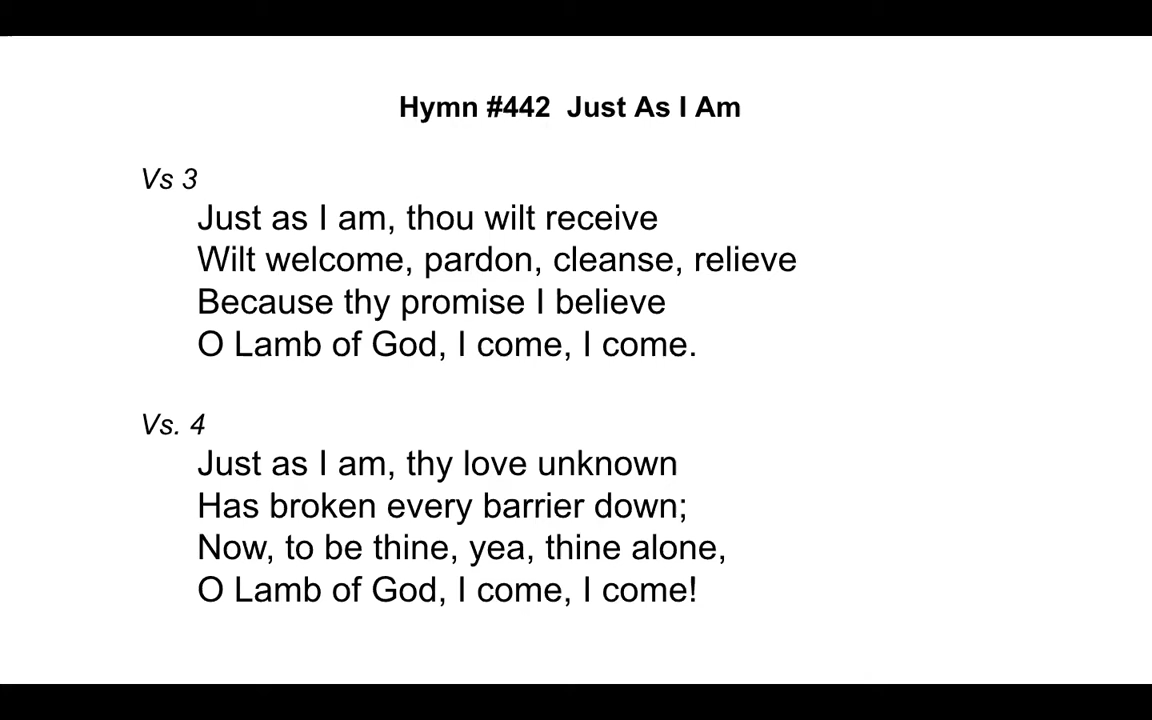 Hymn #442  Just As I Am
Vs 3
Just as I am, thou wilt receive
Wilt welcome, pardon, cleanse, relieve
Because thy promise I believe
O Lamb of God, I come, I come.
Vs. 4
Just as I am, thy love unknown
Has broken every barrier down;
Now, to be thine, yea, thine alone,
O Lamb of God, I come, I come!